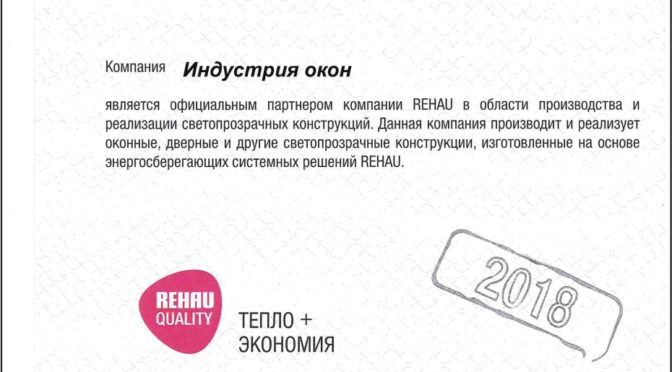 Компания Индустрия окон
является официальным партнером компании REHAU в области производства и
реализации светопрозрачных конструкций. Данная компания производит и реализует
оконные, дверные и другие светопрозрачные конструкции, изготовленные на основе
энергосберегающих системных решений REHAU.
2018
REHAU
QUALITY
ТЕПЛО +
ЭКОНОМИЯ